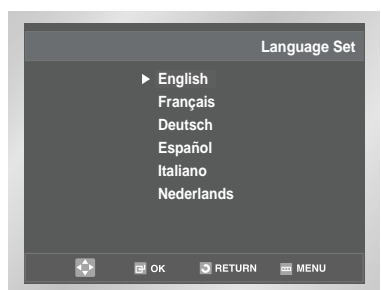 Language Set
English
Français
Deutsch
Español
Italiano
Nederlands
OK RETURN MENU